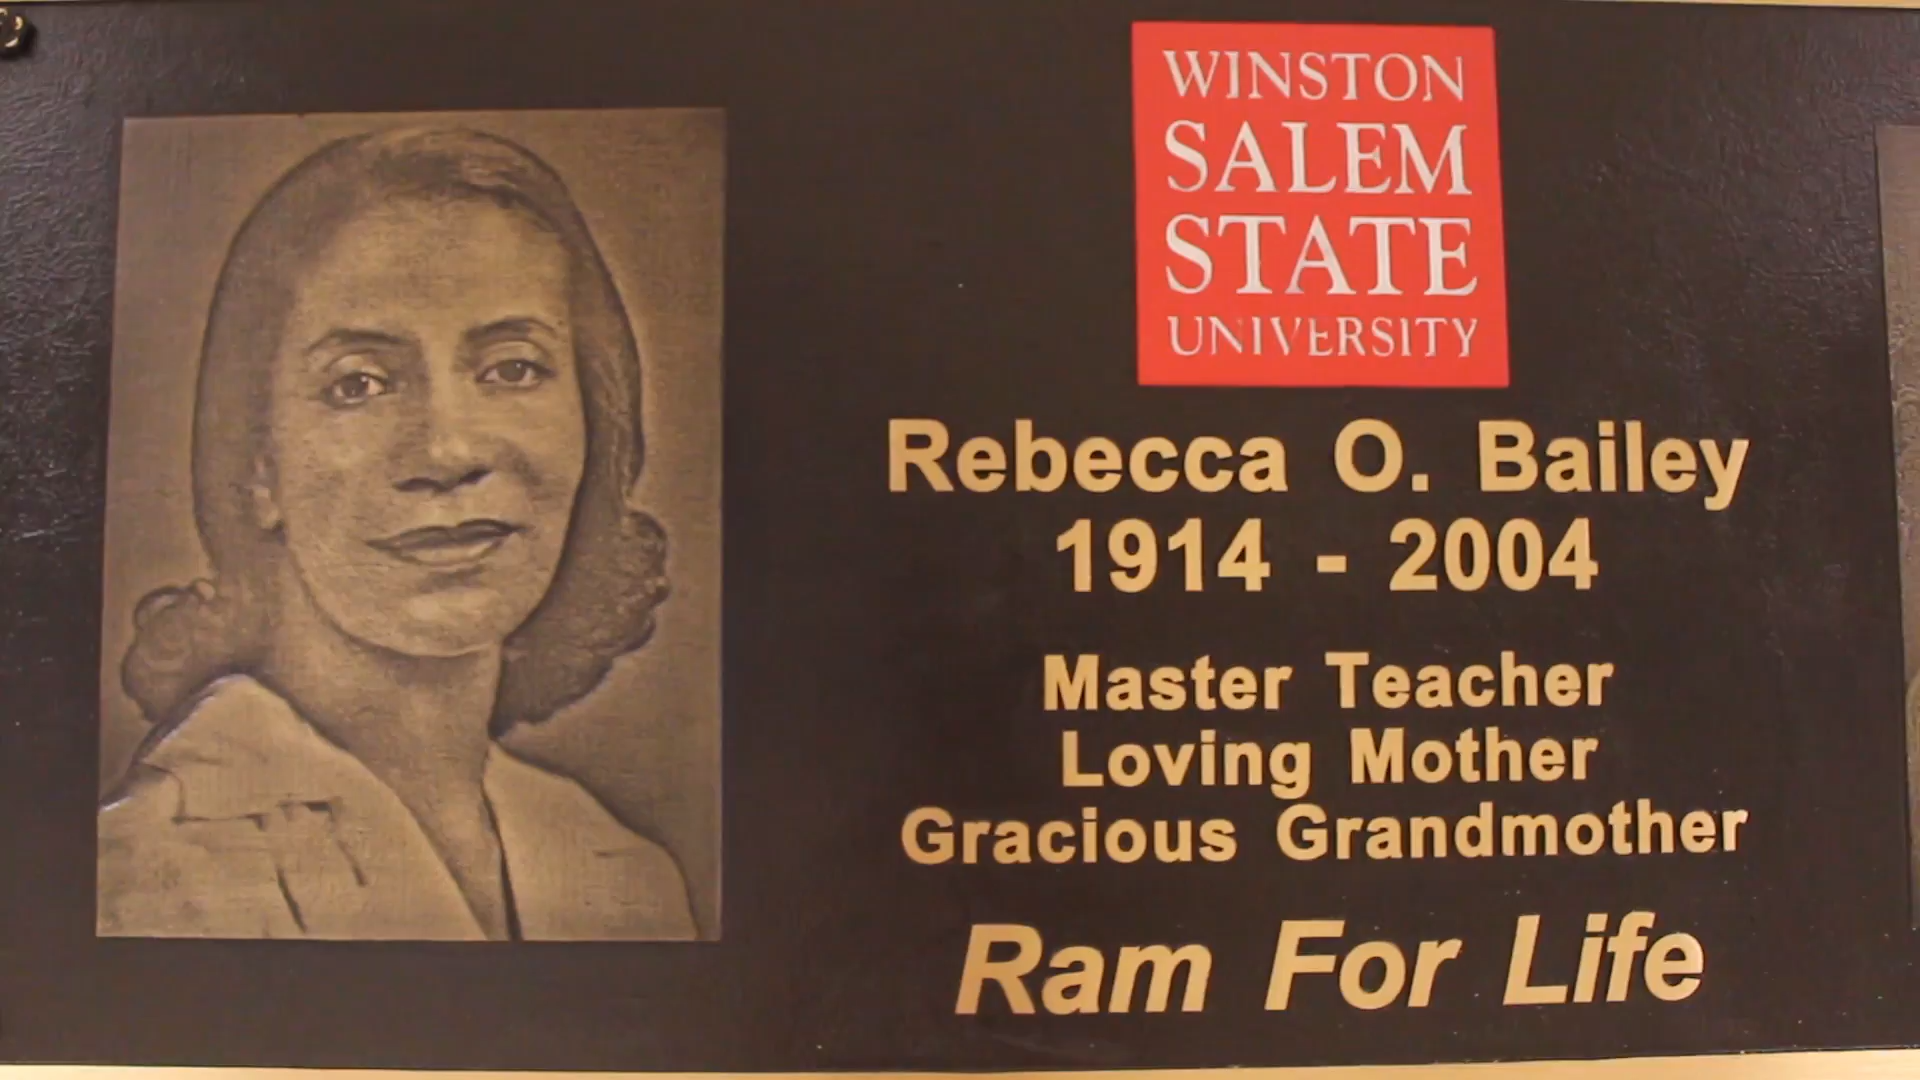 WINSTON
SALEM
STATE
UNIVERSITY
Rebecca O. Bailey
1914 - 2004
Master Teacher
Loving Mother
Gracious Grandmother
Ram For Life